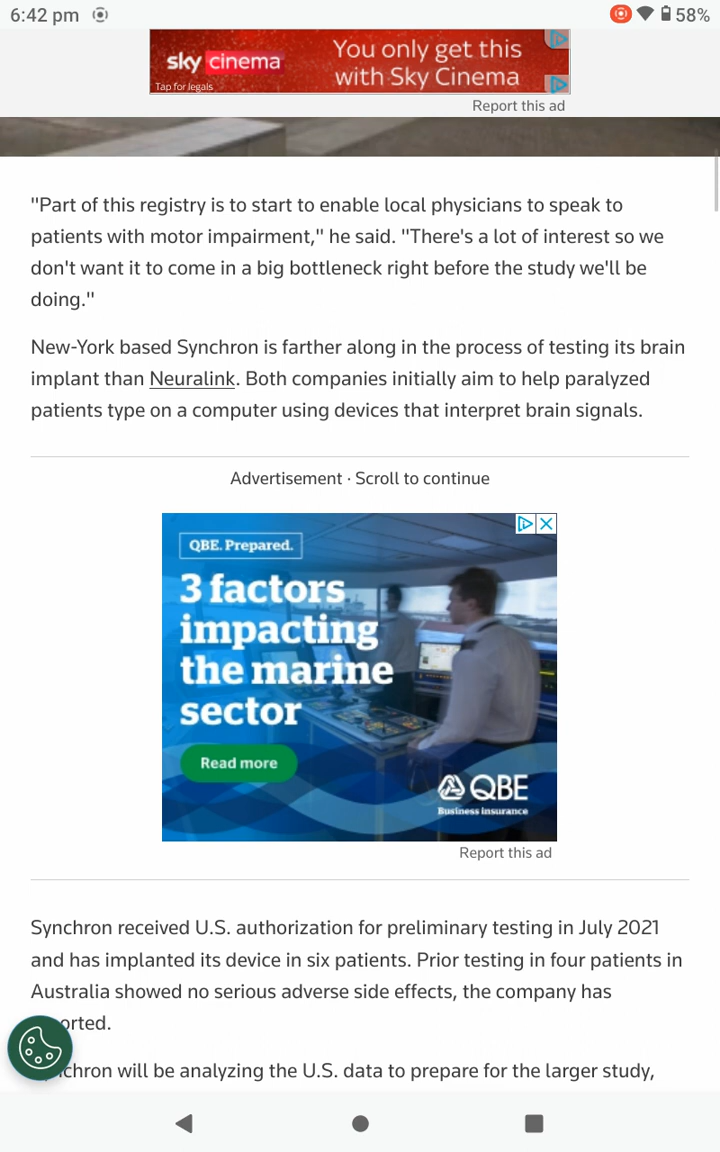 6:42 pm
58%
sky cinema
Tap for legals
You only get this
with Sky Cinema
Report this ad
"Part of this registry is to start to enable local physicians to speak to
patients with motor impairment," he said. "There's a lot of interest so we
don't want it to come in a big bottleneck right before the study we'll be
doing."
New-York based Synchron is farther along in the process of testing its brain
implant than Neuralink. Both companies initially aim to help paralyzed
patients type on a computer using devices that interpret brain signals.
Advertisement · Scroll to continue
QBE. Prepared.
3 factors
impacting
the marine
sector
Read more
QBE
Business insurance
Report this ad
Synchron received U.S. authorization for preliminary testing in July 2021
and has implanted its device in six patients. Prior testing in four patients in
Australia showed no serious adverse side effects, the company has
orted.
chron will be analyzing the U.S. data to prepare for the larger study,